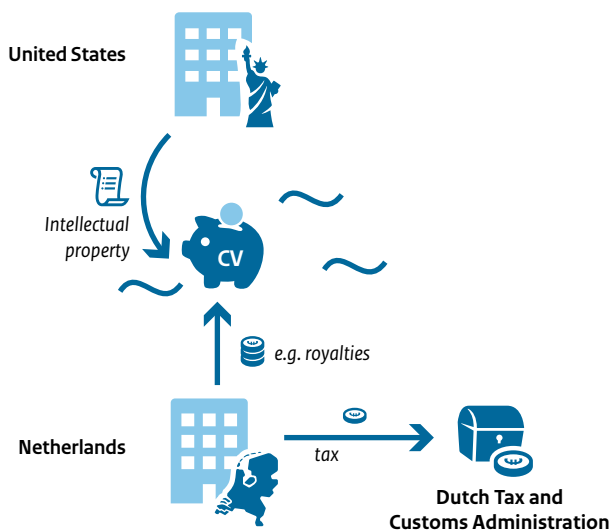 United States
Intellectual
property
CV
e.g. royalties
Netherlands
tax
Dutch Tax and
Customs Administration